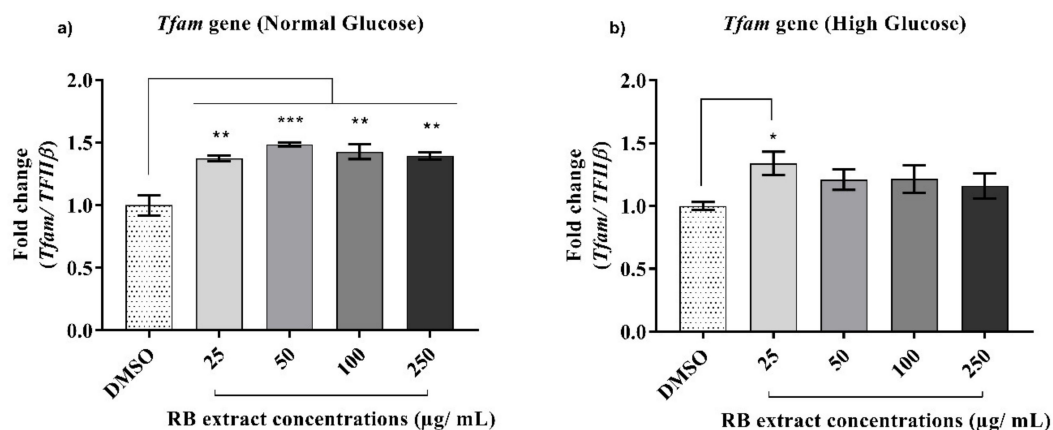 a)
Tfam gene (Normal Glucose)
Fold change
(Tfam/ TFIIβ)
2.0
1.5
1.0
0.5
0.0
**
***
**
**
DMSO
25
50
100
250
RB extract concentrations (µg/ mL)
b)
Tfam gene (High Glucose)
Fold change
(Tfam/ TFIIβ)
2.0
1.5
1.0
0.5
0.0
*
DMSO
25
50
100
250
RB extract concentrations (µg/ mL)